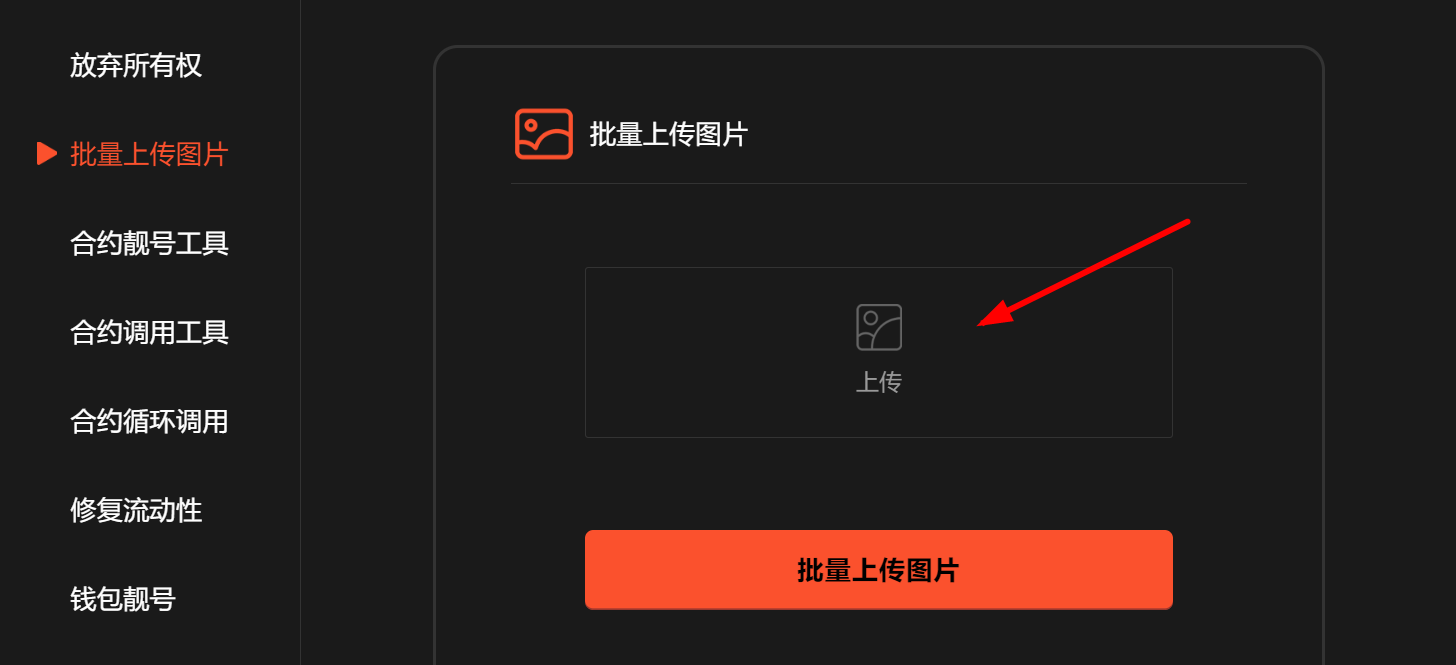 放弃所有权
批量上传图片
合约靓号工具
合约调用工具
合约循环调用
修复流动性
钱包靓号
批量上传图片
上传
批量上传图片